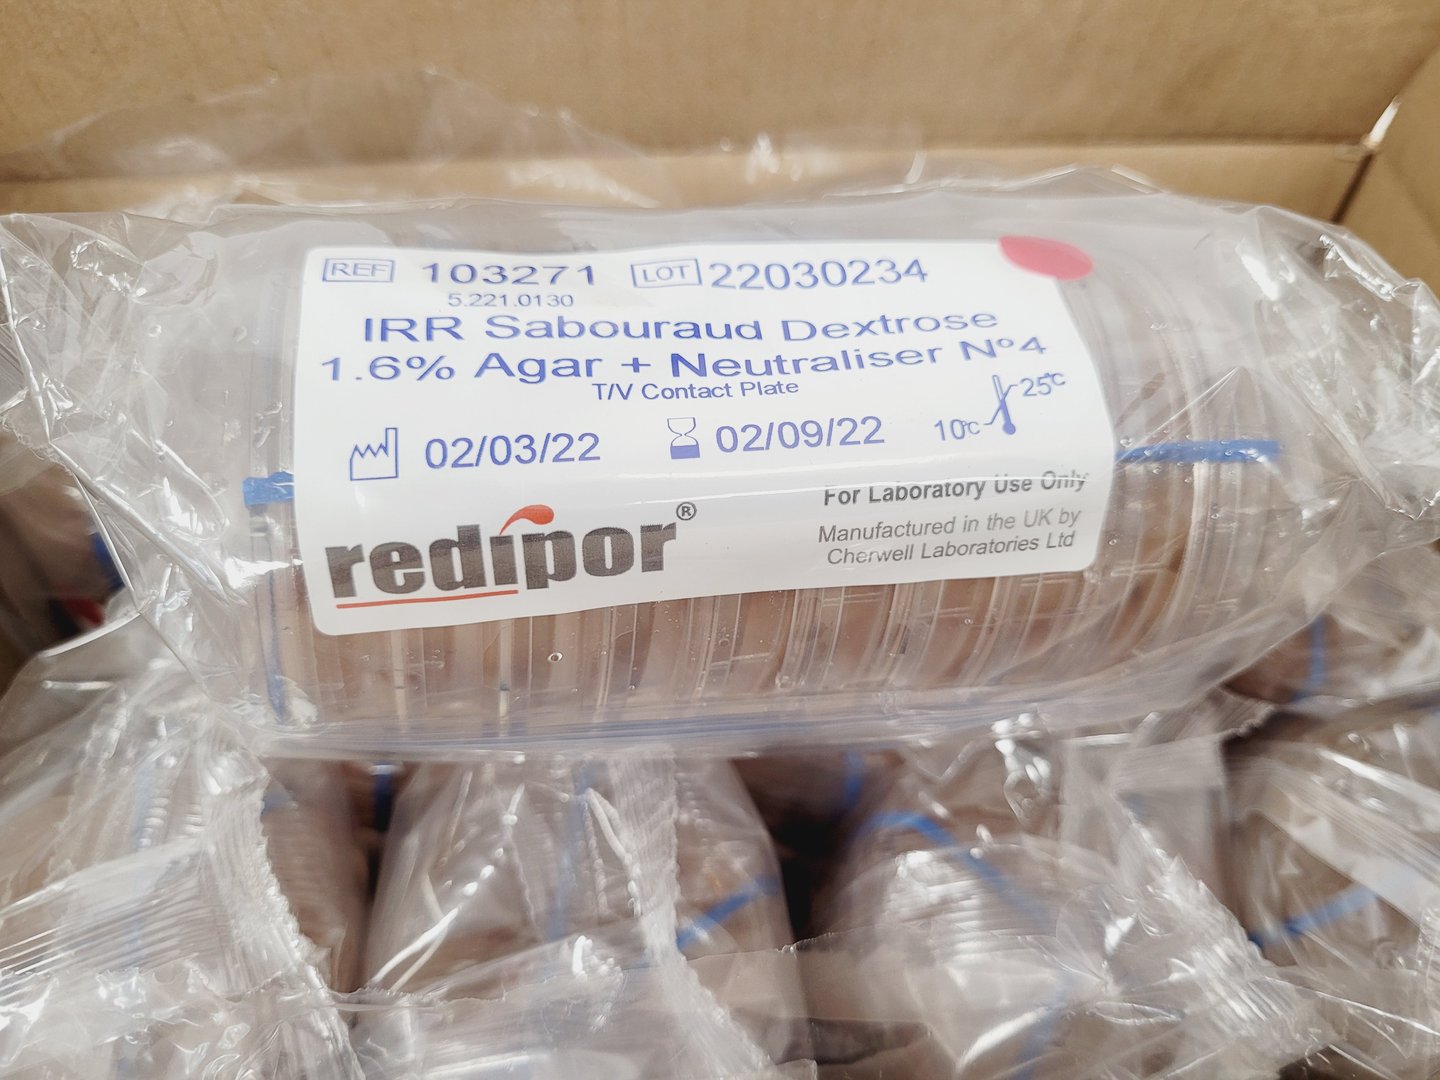 REF 103271 LOT 22030234
5.221.0130
IRR Sabouraud Dextrose
1.6% Agar + Neutraliser Nº4
T/V Contact Plate
02/03/22 02/09/22 10°C 25°C
For Laboratory Use Only
redipor®
Manufactured in the UK by
Cherwell Laboratories Ltd